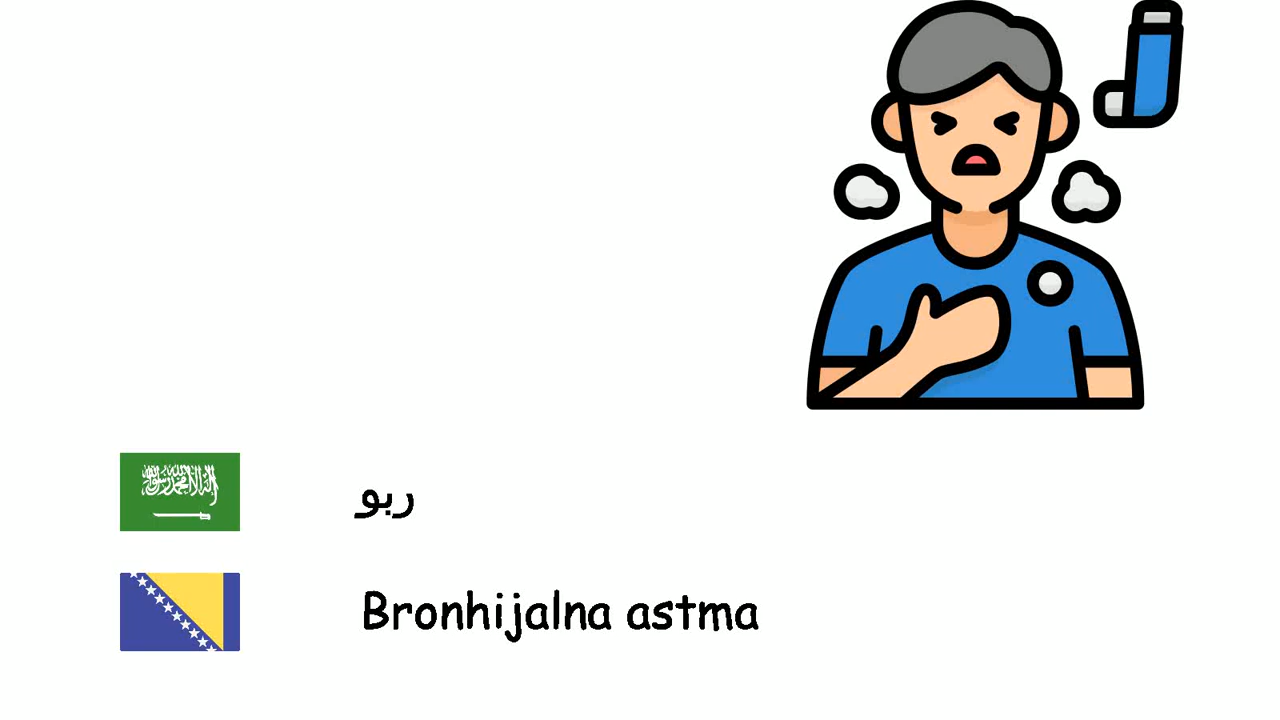 ربو
Bronhijalna astma